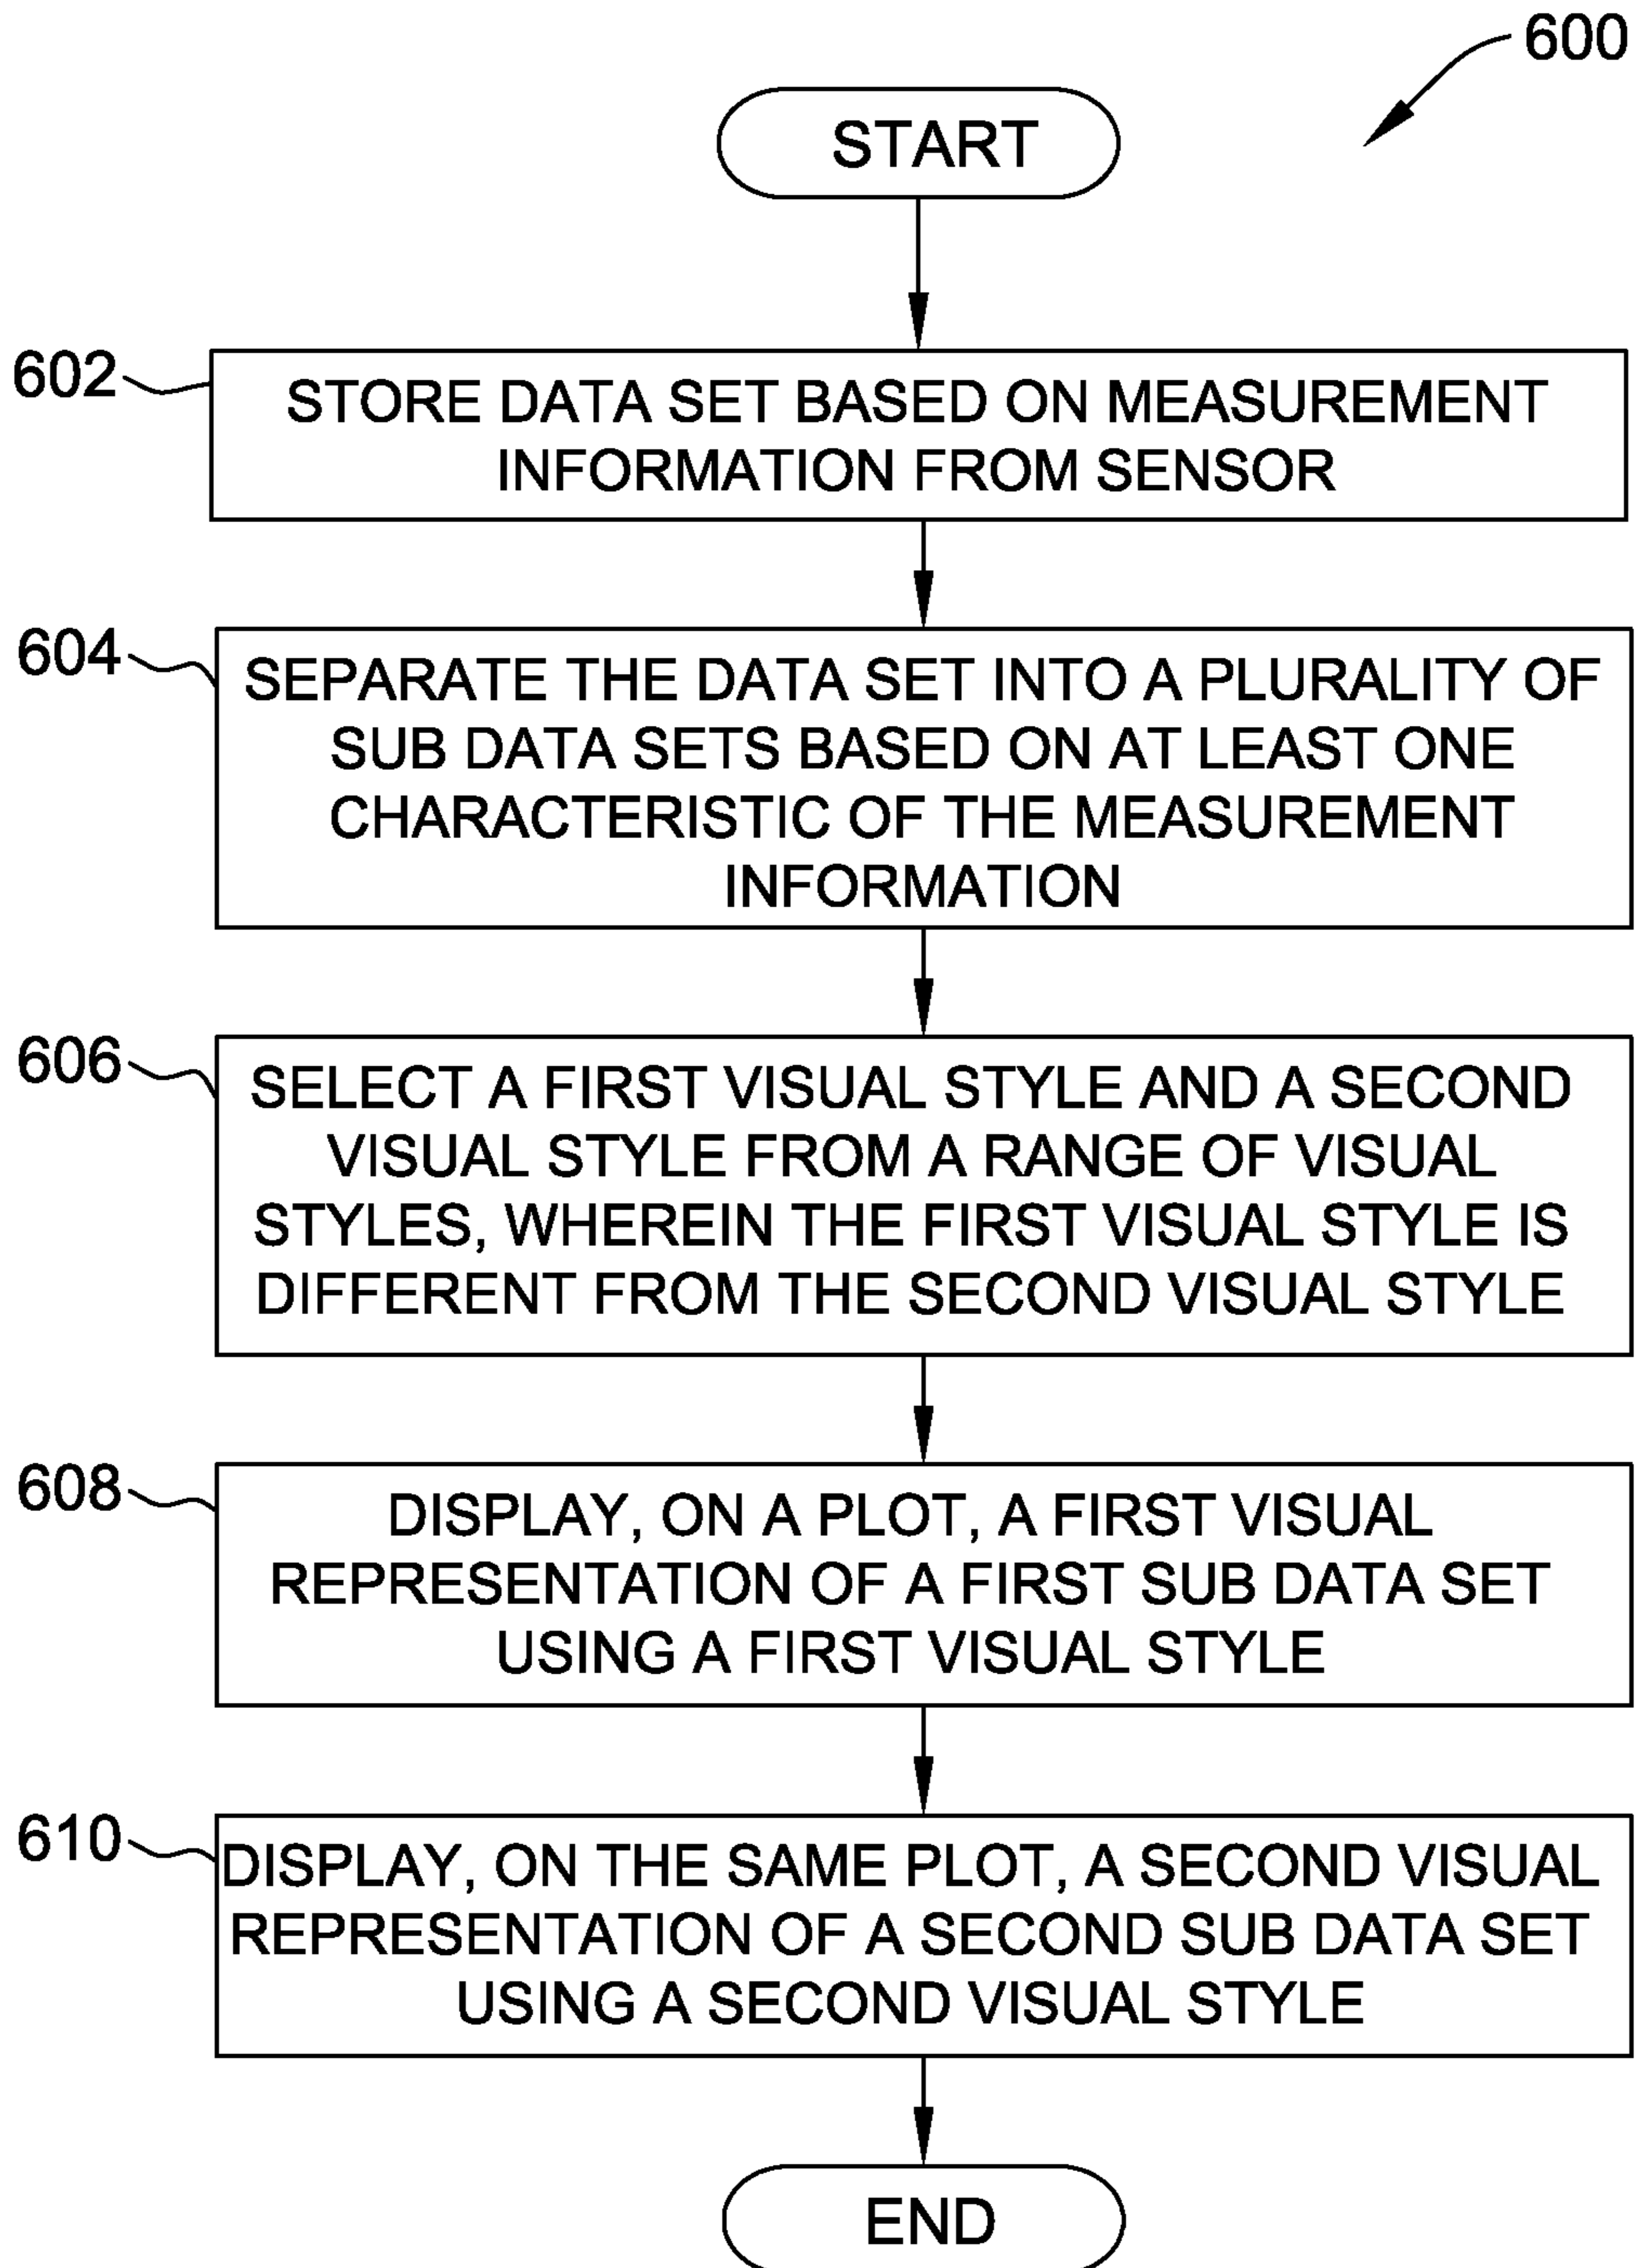 600
START
602
STORE DATA SET BASED ON MEASUREMENT
INFORMATION FROM SENSOR
604
SEPARATE THE DATA SET INTO A PLURALITY OF
SUB DATA SETS BASED ON AT LEAST ONE
CHARACTERISTIC OF THE MEASUREMENT
INFORMATION
606
SELECT A FIRST VISUAL STYLE AND A SECOND
VISUAL STYLE FROM A RANGE OF VISUAL
STYLES, WHEREIN THE FIRST VISUAL STYLE IS
DIFFERENT FROM THE SECOND VISUAL STYLE
608
DISPLAY, ON A PLOT, A FIRST VISUAL
REPRESENTATION OF A FIRST SUB DATA SET
USING A FIRST VISUAL STYLE
610
DISPLAY, ON THE SAME PLOT, A SECOND VISUAL
REPRESENTATION OF A SECOND SUB DATA SET
USING A SECOND VISUAL STYLE
END